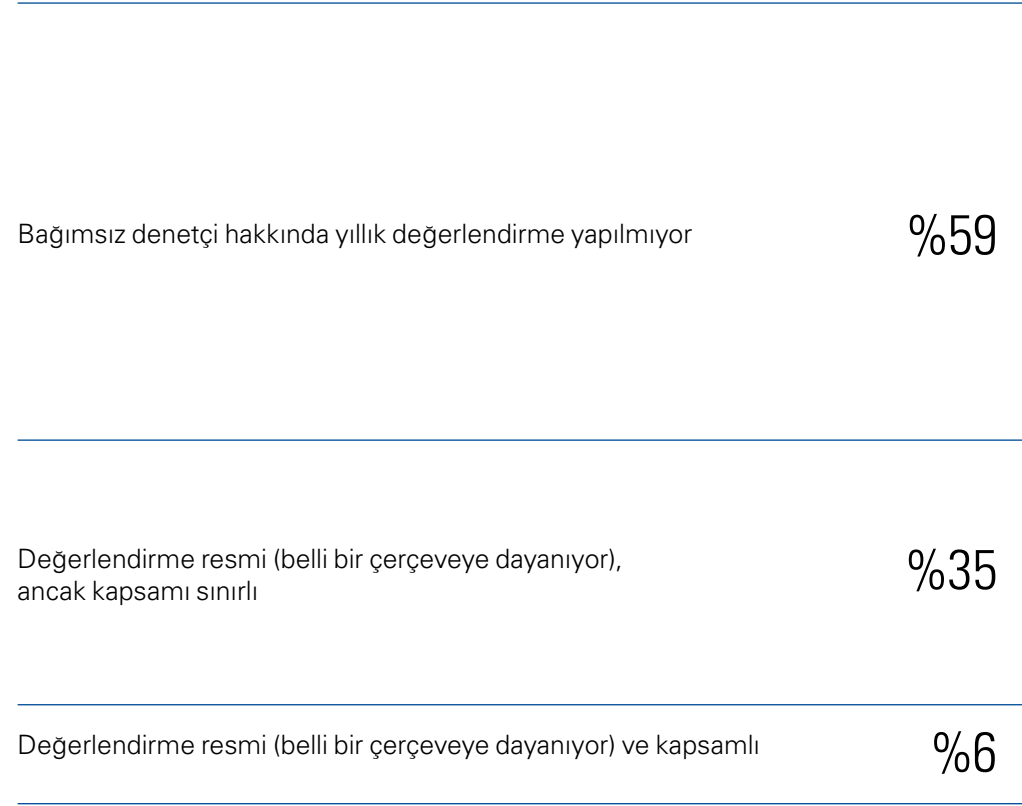 Bağımsız denetçi hakkında yıllık değerlendirme yapılmıyor %59
Değerlendirme resmi (belli bir çerçeveye dayanıyor),
ancak kapsamı sınırlı
%35
Değerlendirme resmi (belli bir çerçeveye dayanıyor) ve kapsamlı %6